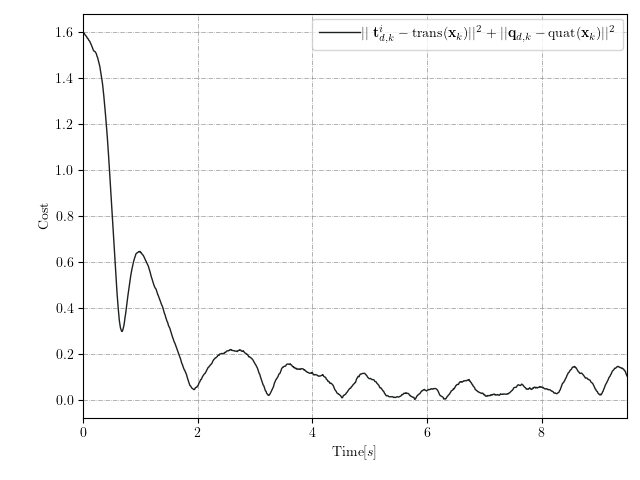 || t^i_{d,k} − trans(x_k)||^2 + ||q_{d,k} − quat(x_k)||^2
1.6
1.4
1.2
1.0
0.8
0.6
0.4
0.2
0.0
Cost
0 2 4 6 8
Time[s]